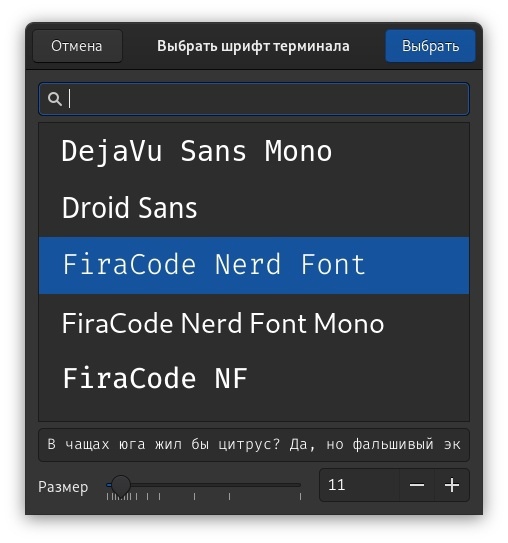 Отмена
Выбрать шрифт терминала
Выбрать
DejaVu Sans Mono
Droid Sans
FiraCode Nerd Font
FiraCode Nerd Font Mono
FiraCode NF
В чащах юга жил бы цитрус? Да, но фальшивый эк
Размер
11